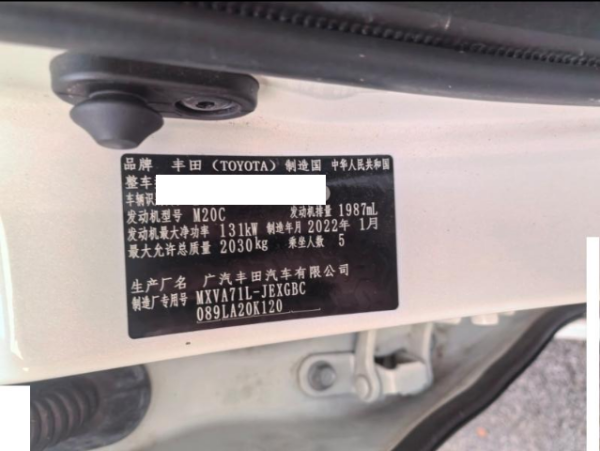 品牌 丰田（TOYOTA）制造国 中华人民共和国
整车
车辆识
发动机型号 M20C 发动机排量 1987mL
发动机最大净功率 131kW 制造年月 2022年 1月
最大允许总质量 2030kg 乘坐人数 5
生产厂名 广汽丰田汽车有限公司
制造厂专用号 MXVA71L-JEXGBC
089LA20K120